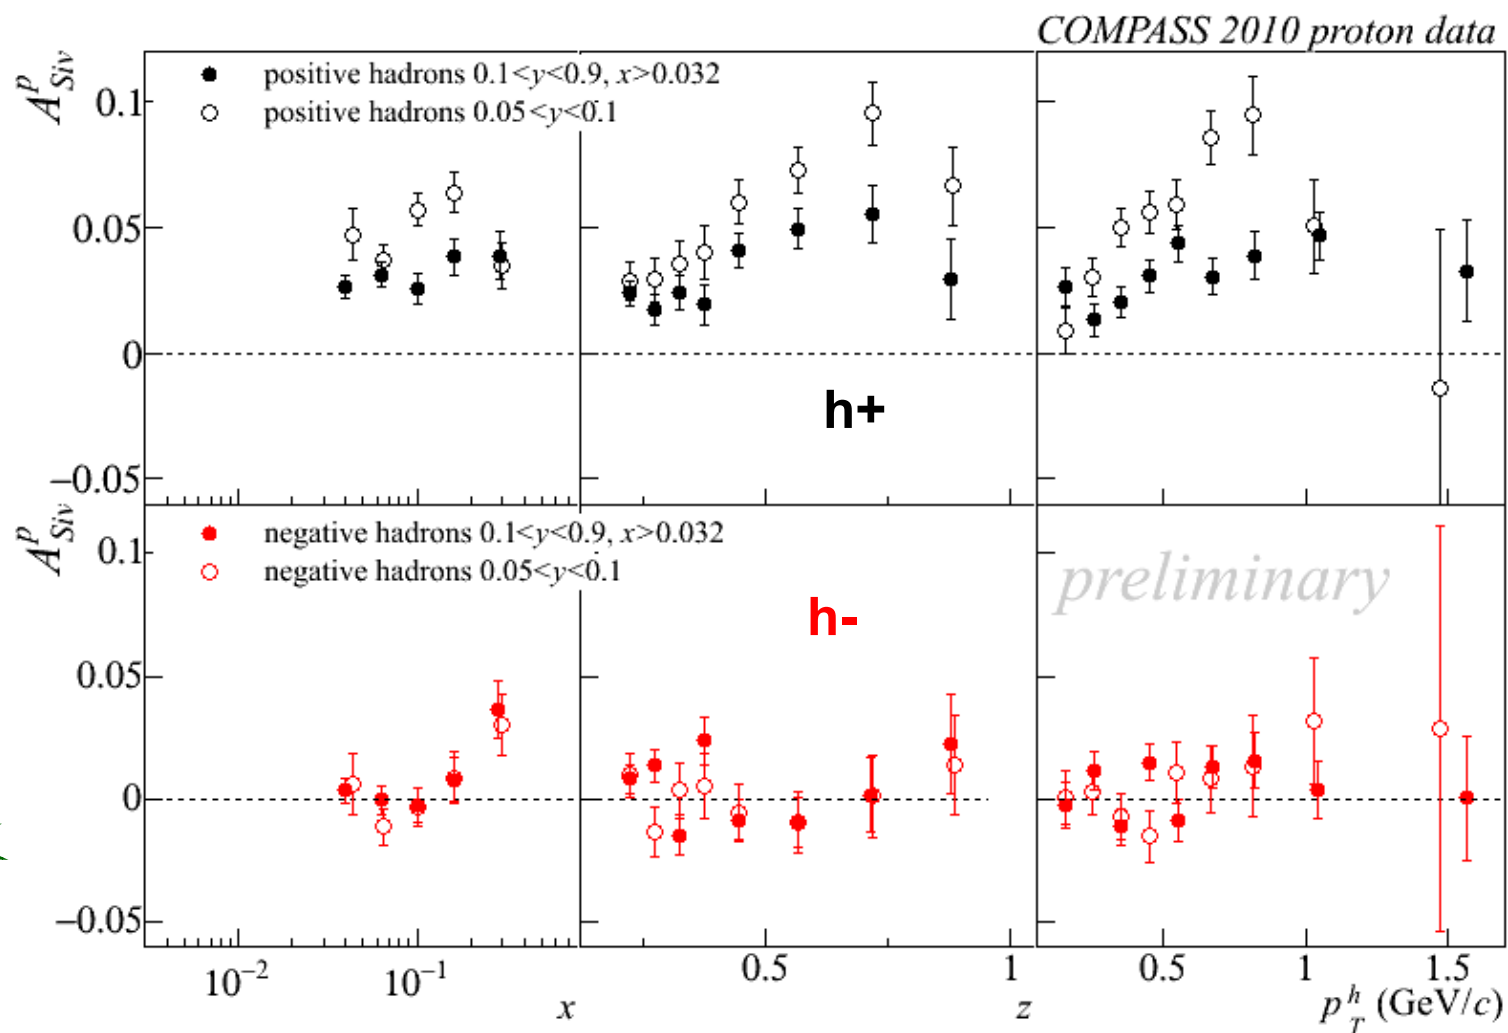 COMPASS 2010 proton data
A^p_Siv
positive hadrons 0.1<y<0.9, x>0.032
positive hadrons 0.05<y<0.1
0.1
0.05
0
−0.05
h+
A^p_Siv
negative hadrons 0.1<y<0.9, x>0.032
negative hadrons 0.05<y<0.1
0.1
0.05
0
−0.05
h-
preliminary
10^−2 10^−1
0.5 1
0.5 1 1.5
x
z
p_T^h (GeV/c)